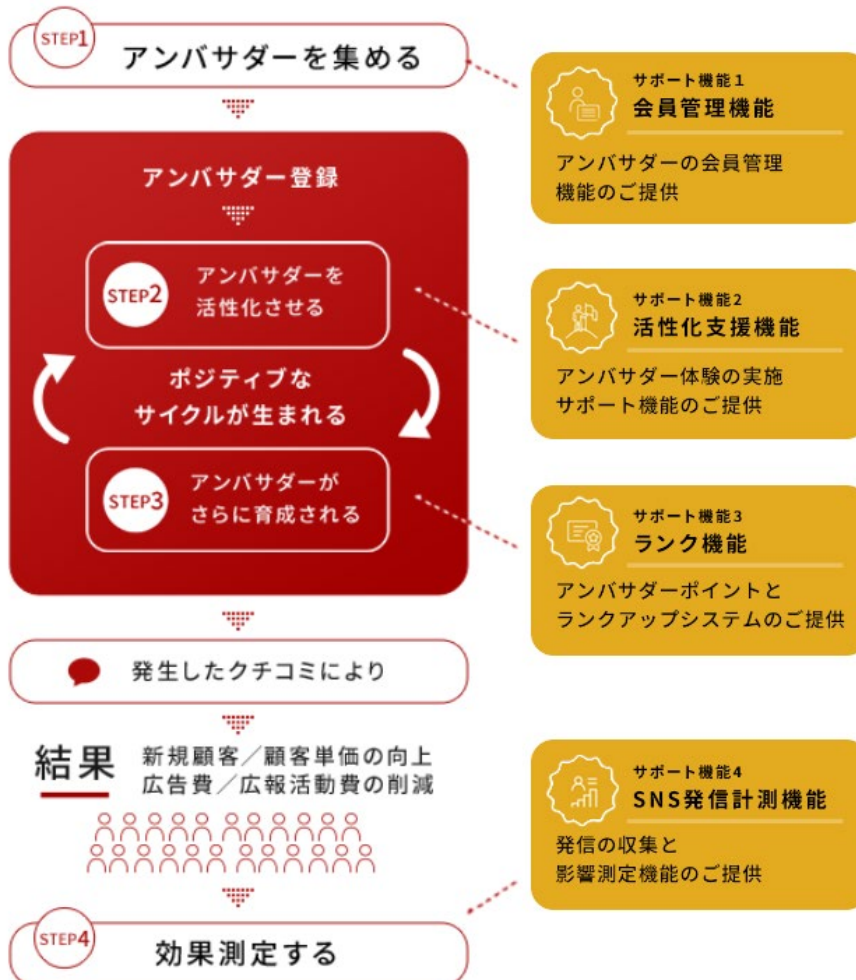 STEP1
アンバサダーを集める
アンバサダー登録
STEP2
アンバサダーを
活性化させる
ポジティブな
サイクルが生まれる
STEP3
アンバサダーが
さらに育成される
発生したクチコミにより
結果
新規顧客／顧客単価の向上
広告費／広報活動費の削減
STEP4
効果測定する
サポート機能1
会員管理機能
アンバサダーの会員管理
機能のご提供
サポート機能2
活性化支援機能
アンバサダー体験の実施
サポート機能のご提供
サポート機能3
ランク機能
アンバサダーポイントと
ランクアップシステムのご提供
サポート機能4
SNS発信計測機能
発信の収集と
影響測定機能のご提供